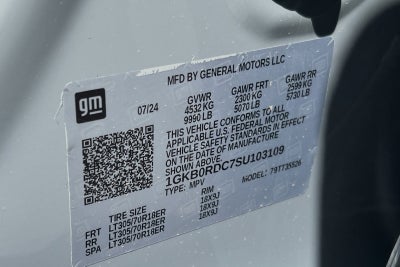 MFD BY GENERAL MOTORS LLC
gm
07/24 GVWR GAWR FRT GAWR RR
4532 KG 2300 KG 2599 KG
9990 LB 5070 LB 5730 LB
THIS VEHICLE CONFORMS TO ALL
APPLICABLE U.S. FEDERAL MOTOR
VEHICLE SAFETY STANDARDS IN EFFECT
ON THE DATE OF MANUFACTURE SHOWN ABOVE.
1GKB0RDC7SU103109
TYPE: MPV MODEL: 79TT35526
TIRE SIZE
FRT LT305/70R18ER 18X9J
RR LT305/70R18ER 18X9J
SPA LT305/70R18ER 18X9J